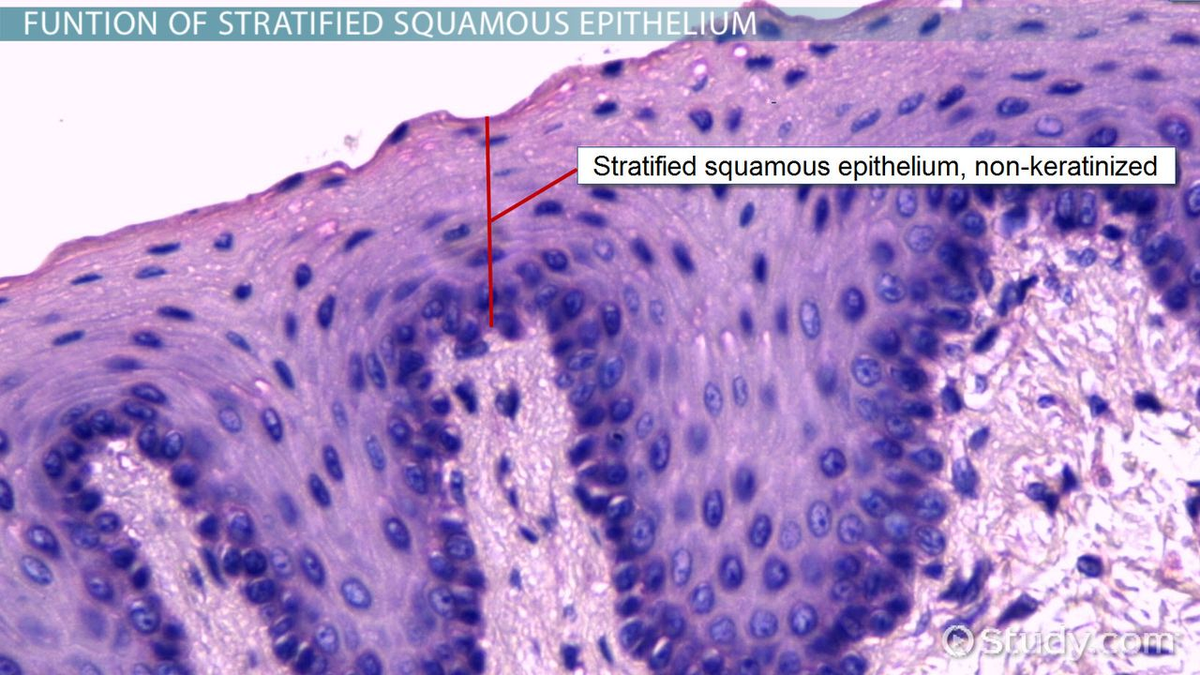 FUNTION OF STRATIFIED SQUAMOUS EPITHELIUM
Stratified squamous epithelium, non-keratinized
Study.com